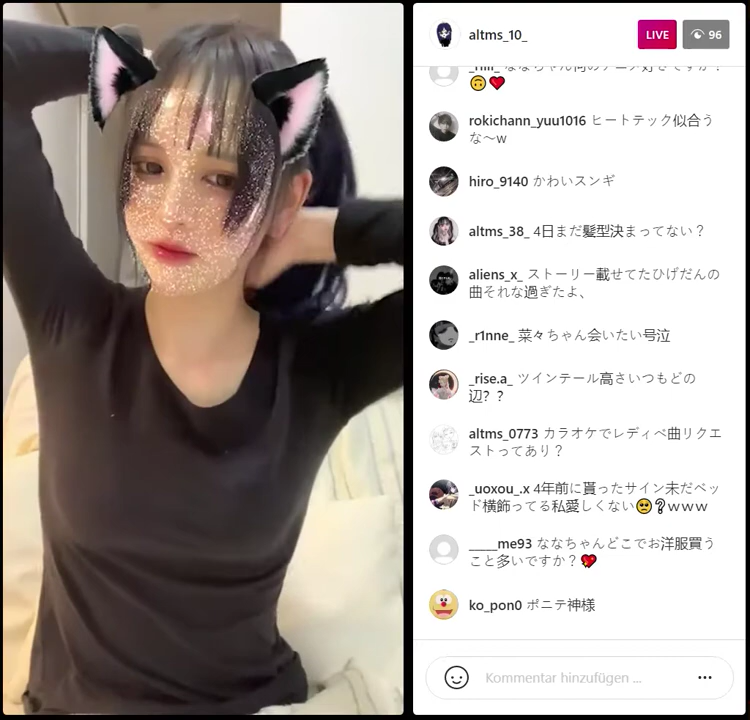 altms_10_
LIVE
96
ななちゃん何のアニメ好きですか？
🙃❤️
rokichann_yuu1016 ヒートテック似合う
な〜w
hiro_9140 かわいスンギ
altms_38_ 4日まだ髪型決まってない？
aliens_x_ ストーリー載せてたひげだんの
曲それな過ぎたよ、
_r1nne_ 菜々ちゃん会いたい号泣
_rise.a_ ツインテール高さいつもどの
辺？？
altms_0773 カラオケでレディベ曲リクエ
ストってあり？
_uoxou_.x 4年前に貰ったサイン未だベッ
ド横飾ってる私愛しくない🥺❔ｗｗｗ
____me93 ななちゃんどこでお洋服買う
こと多いですか？💖
ko_pon0 ポニテ神様
Kommentar hinzufügen ...